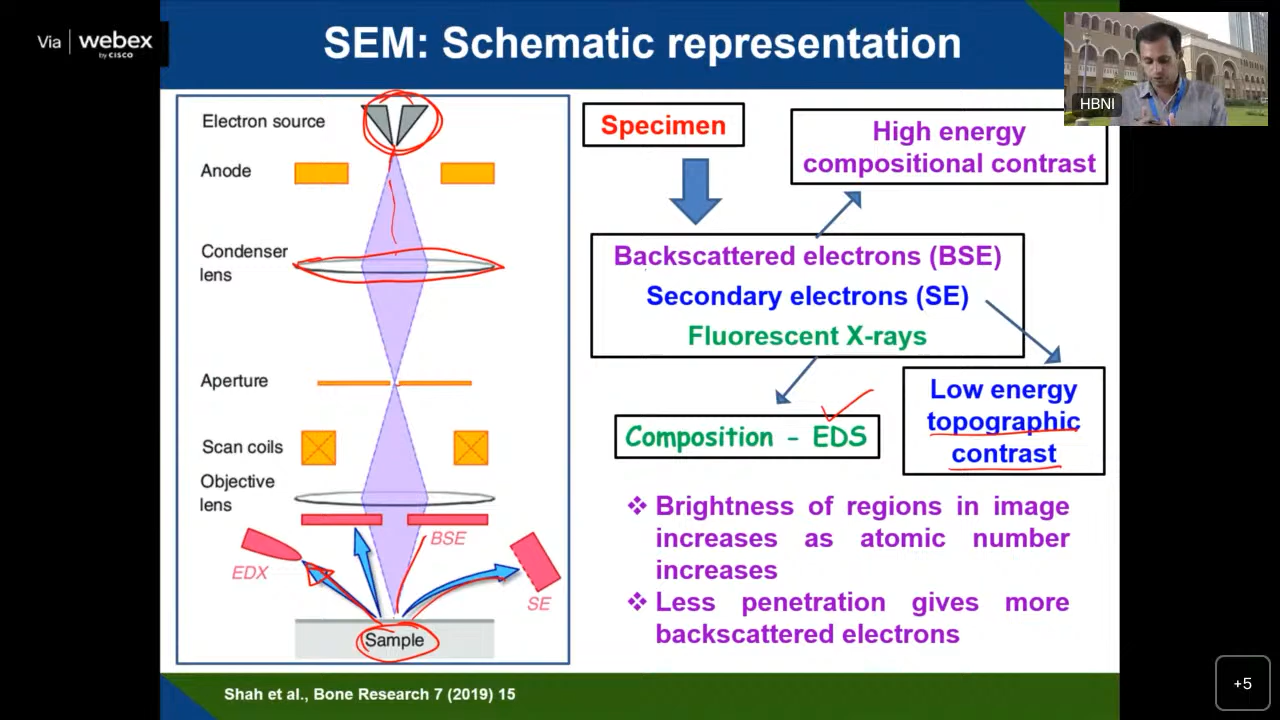 Via | webex
by CISCO
SEM: Schematic representation
HBNI
Electron source
Anode
Condenser
lens
Aperture
Scan coils
Objective
lens
BSE
EDX
SE
Sample
Specimen
High energy
compositional contrast
Backscattered electrons (BSE)
Secondary electrons (SE)
Fluorescent X-rays
Composition - EDS
Low energy
topographic
contrast
❖ Brightness of regions in image
increases as atomic number
increases
❖ Less penetration gives more
backscattered electrons
Shah et al., Bone Research 7 (2019) 15
+5